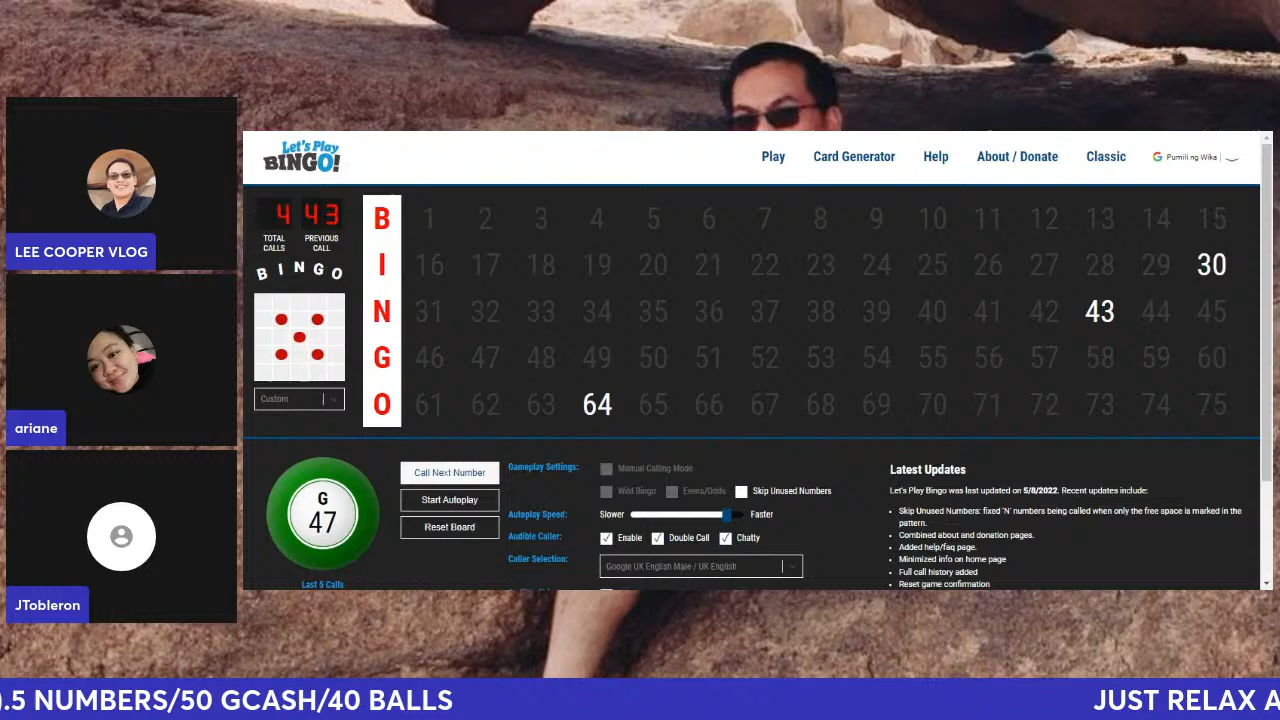 LEE COOPER VLOG
ariane
JTobleron
Let's Play
BINGO!
Play Card Generator Help About / Donate Classic Pumili ng Wika
4 43
TOTAL CALLS PREVIOUS CALL
B I N G O
Custom
B 1 2 3 4 5 6 7 8 9 10 11 12 13 14 15
I 16 17 18 19 20 21 22 23 24 25 26 27 28 29 30
N 31 32 33 34 35 36 37 38 39 40 41 42 43 44 45
G 46 47 48 49 50 51 52 53 54 55 56 57 58 59 60
O 61 62 63 64 65 66 67 68 69 70 71 72 73 74 75
G
47
Last 5 Calls
Call Next Number
Start Autoplay
Reset Board
Gameplay Settings: Manual Calling Mode
Wild Bingo Evens/Odds Skip Unused Numbers
Autoplay Speed: Slower Faster
Audible Caller: Enable Double Call Chatty
Caller Selection: Google UK English Male / UK English
Latest Updates
Let's Play Bingo was last updated on 5/8/2022. Recent updates include:
Skip Unused Numbers: fixed 'N' numbers being called when only the free space is marked in the
pattern.
Combined about and donation pages.
Added help/faq page.
Minimized info on home page
Full call history added
Reset game confirmation
).5 NUMBERS/50 GCASH/40 BALLS JUST RELAX A